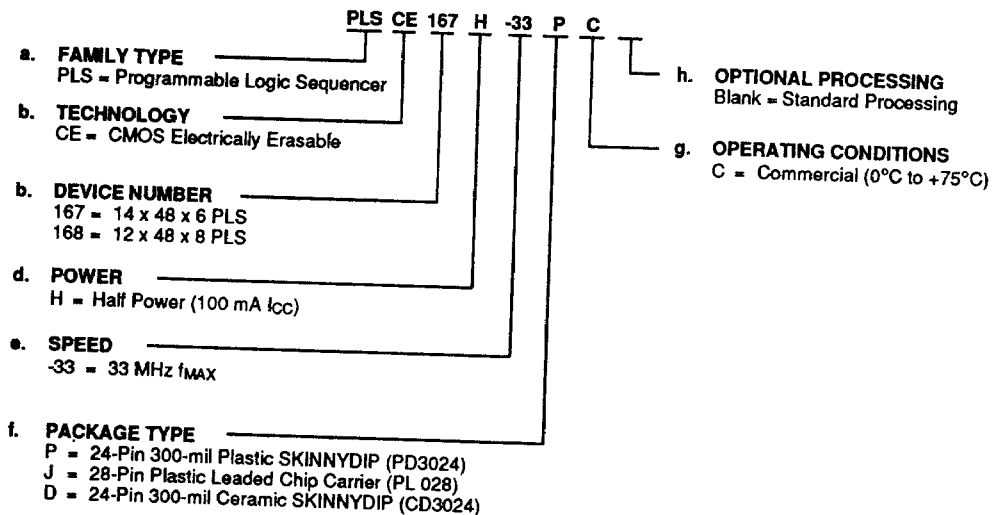 PLS CE 167 H -33 P C
a. FAMILY TYPE
PLS = Programmable Logic Sequencer
b. TECHNOLOGY
CE = CMOS Electrically Erasable
b. DEVICE NUMBER
167 = 14 x 48 x 6 PLS
168 = 12 x 48 x 8 PLS
d. POWER
H = Half Power (100 mA ICC)
e. SPEED
-33 = 33 MHz fMAX
f. PACKAGE TYPE
P = 24-Pin 300-mil Plastic SKINNYDIP (PD3024)
J = 28-Pin Plastic Leaded Chip Carrier (PL 028)
D = 24-Pin 300-mil Ceramic SKINNYDIP (CD3024)
h. OPTIONAL PROCESSING
Blank = Standard Processing
g. OPERATING CONDITIONS
C = Commercial (0°C to +75°C)